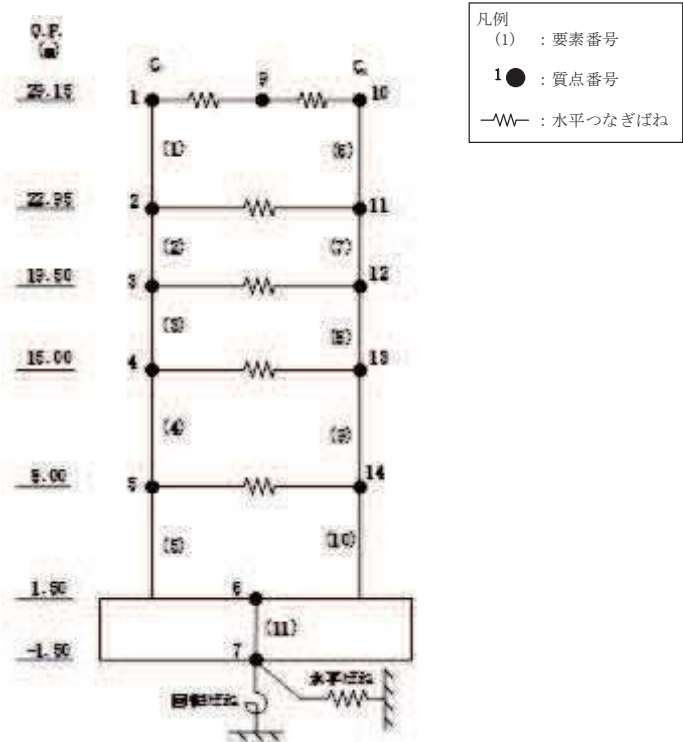 凡例
(1) : 要素番号
1 : 質点番号
: 水平つなぎばね
O.P.
(m)
9
29.15 1 10
(1) (6)
22.95 2 11
(2) (7)
19.50 3 12
(3) (8)
15.00 4 13
(4) (9)
8.00 5 14
(5) (10)
1.50 6
(11)
-1.50 7
水平ばね
回転ばね